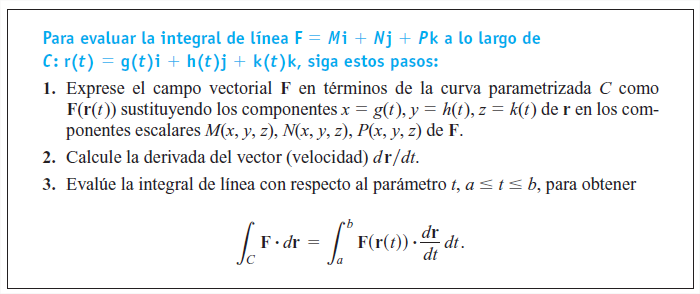 Para evaluar la integral de línea F = Mi + Nj + Pk a lo largo de
C: r(t) = g(t)i + h(t)j + k(t)k, siga estos pasos:
1. Exprese el campo vectorial F en términos de la curva parametrizada C como
F(r(t)) sustituyendo los componentes x = g(t), y = h(t), z = k(t) de r en los com-
ponentes escalares M(x, y, z), N(x, y, z), P(x, y, z) de F.
2. Calcule la derivada del vector (velocidad) dr/dt.
3. Evalúe la integral de línea con respecto al parámetro t, a ≤ t ≤ b, para obtener
∫_C F · dr = ∫_a^b F(r(t)) · dr/dt dt.